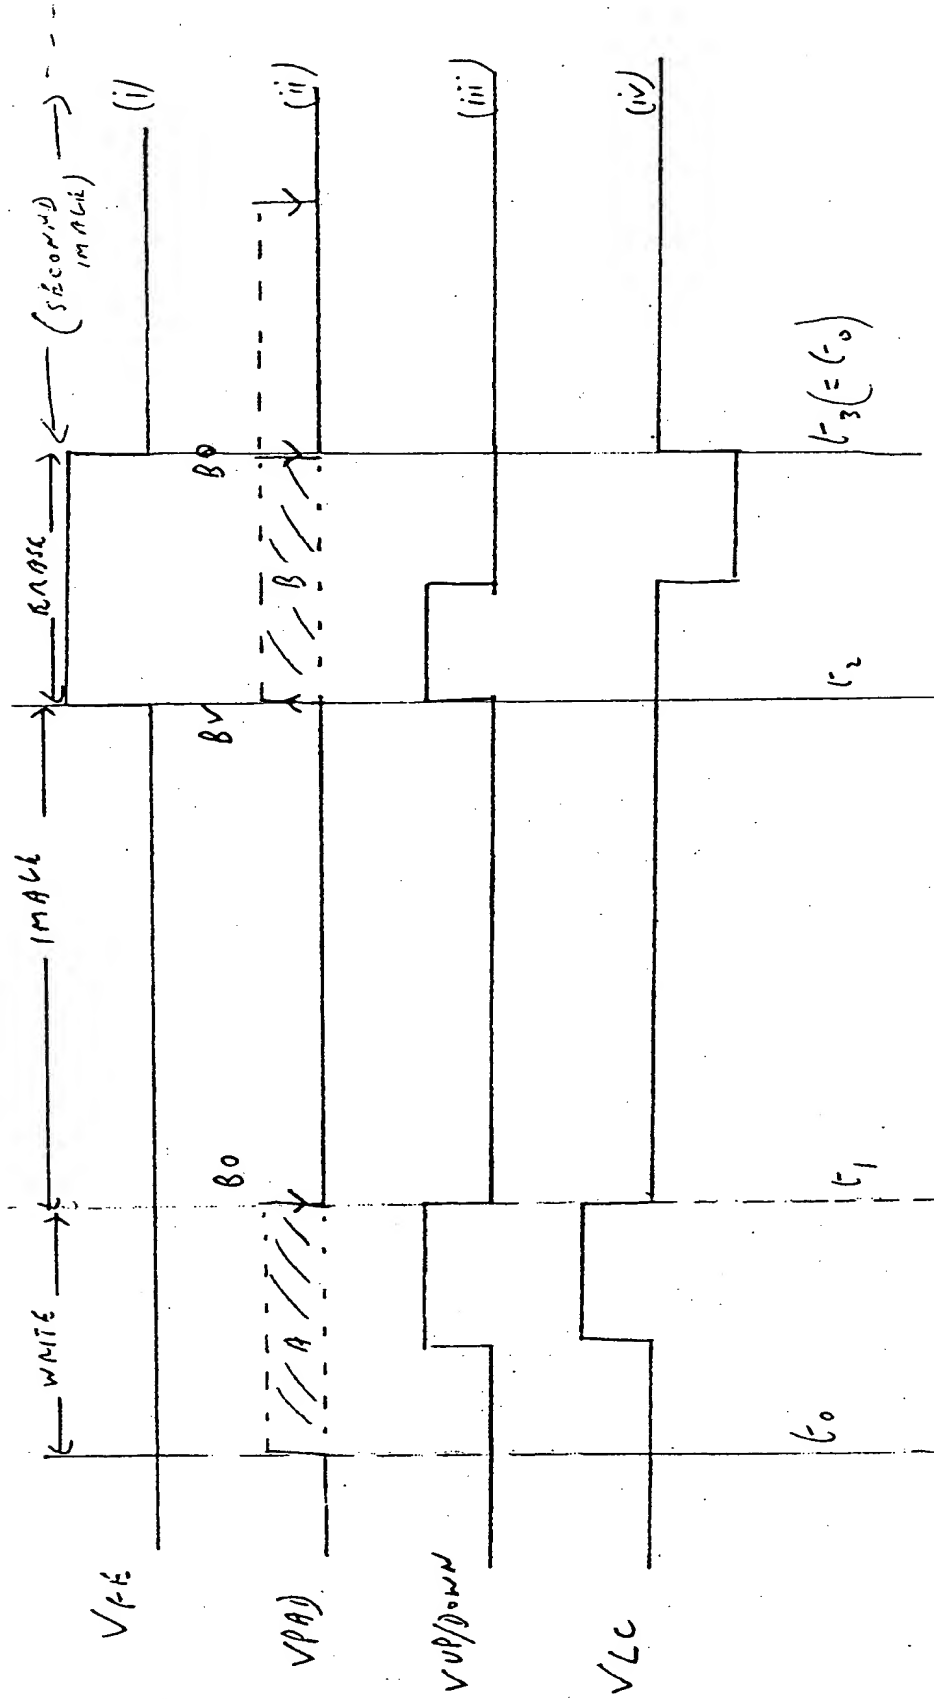 WRITE
IMAGE
ERASE
(SECOND
IMAGE)
VFE
(i)
VPAD
A
BO
BV
B
BO
(ii)
VUP/DOWN
(iii)
VLC
(iv)
t0
t1
t2
t3 (= t0)